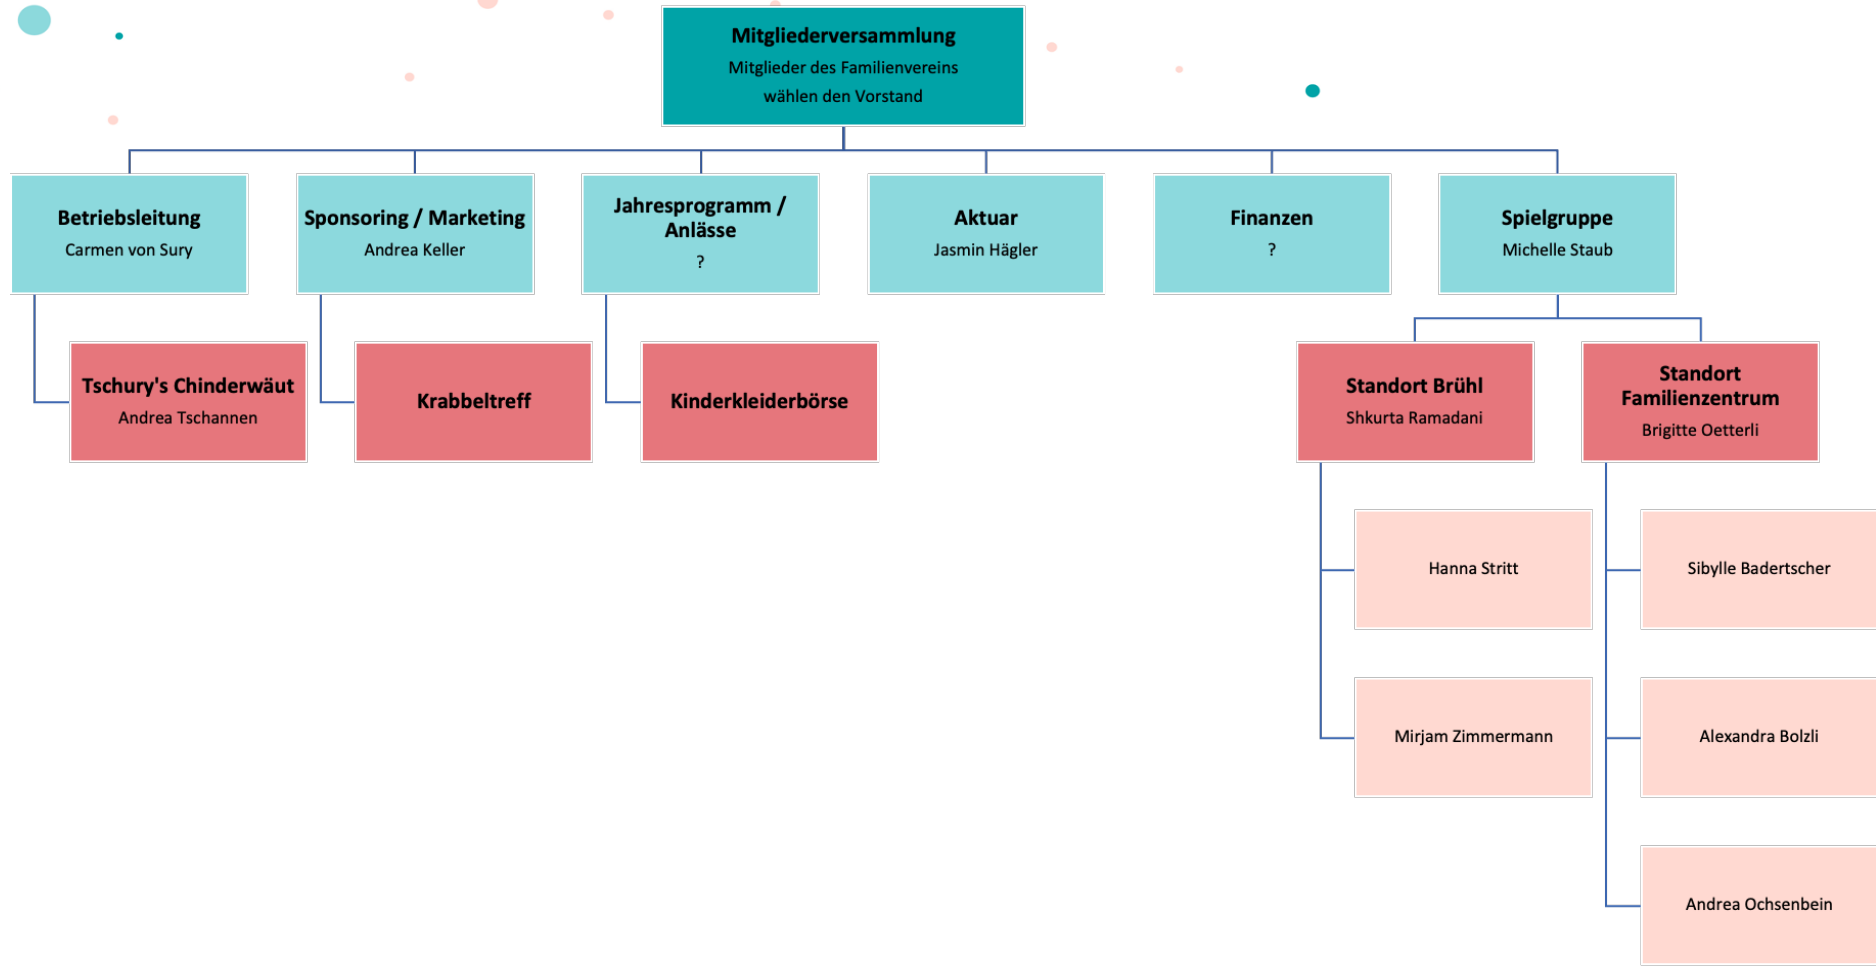 Mitgliederversammlung
Mitglieder des Familienvereins
wählen den Vorstand
Betriebsleitung
Carmen von Sury
Sponsoring / Marketing
Andrea Keller
Jahresprogramm /
Anlässe
?
Aktuar
Jasmin Hägler
Finanzen
?
Spielgruppe
Michelle Staub
Tschury's Chinderwäut
Andrea Tschannen
Krabbeltreff
Kinderkleiderbörse
Standort Brühl
Shkurta Ramadani
Standort
Familienzentrum
Brigitte Oetterli
Hanna Stritt
Sibylle Badertscher
Mirjam Zimmermann
Alexandra Bolzli
Andrea Ochsenbein